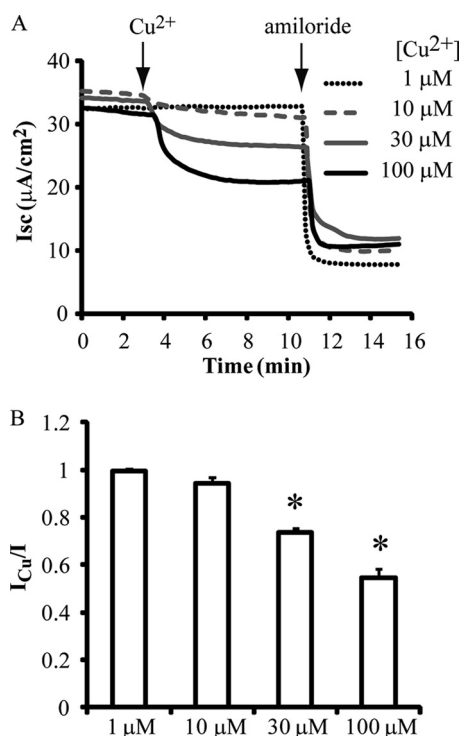 A
Cu2+
amiloride
[Cu2+]
1 µM
10 µM
30 µM
100 µM
40
30
20
10
0
Isc (µA/cm2)
0 2 4 6 8 10 12 14 16
Time (min)
B
1.2
1
0.8
0.6
0.4
0.2
0
ICu/I
* *
1 µM 10 µM 30 µM 100 µM